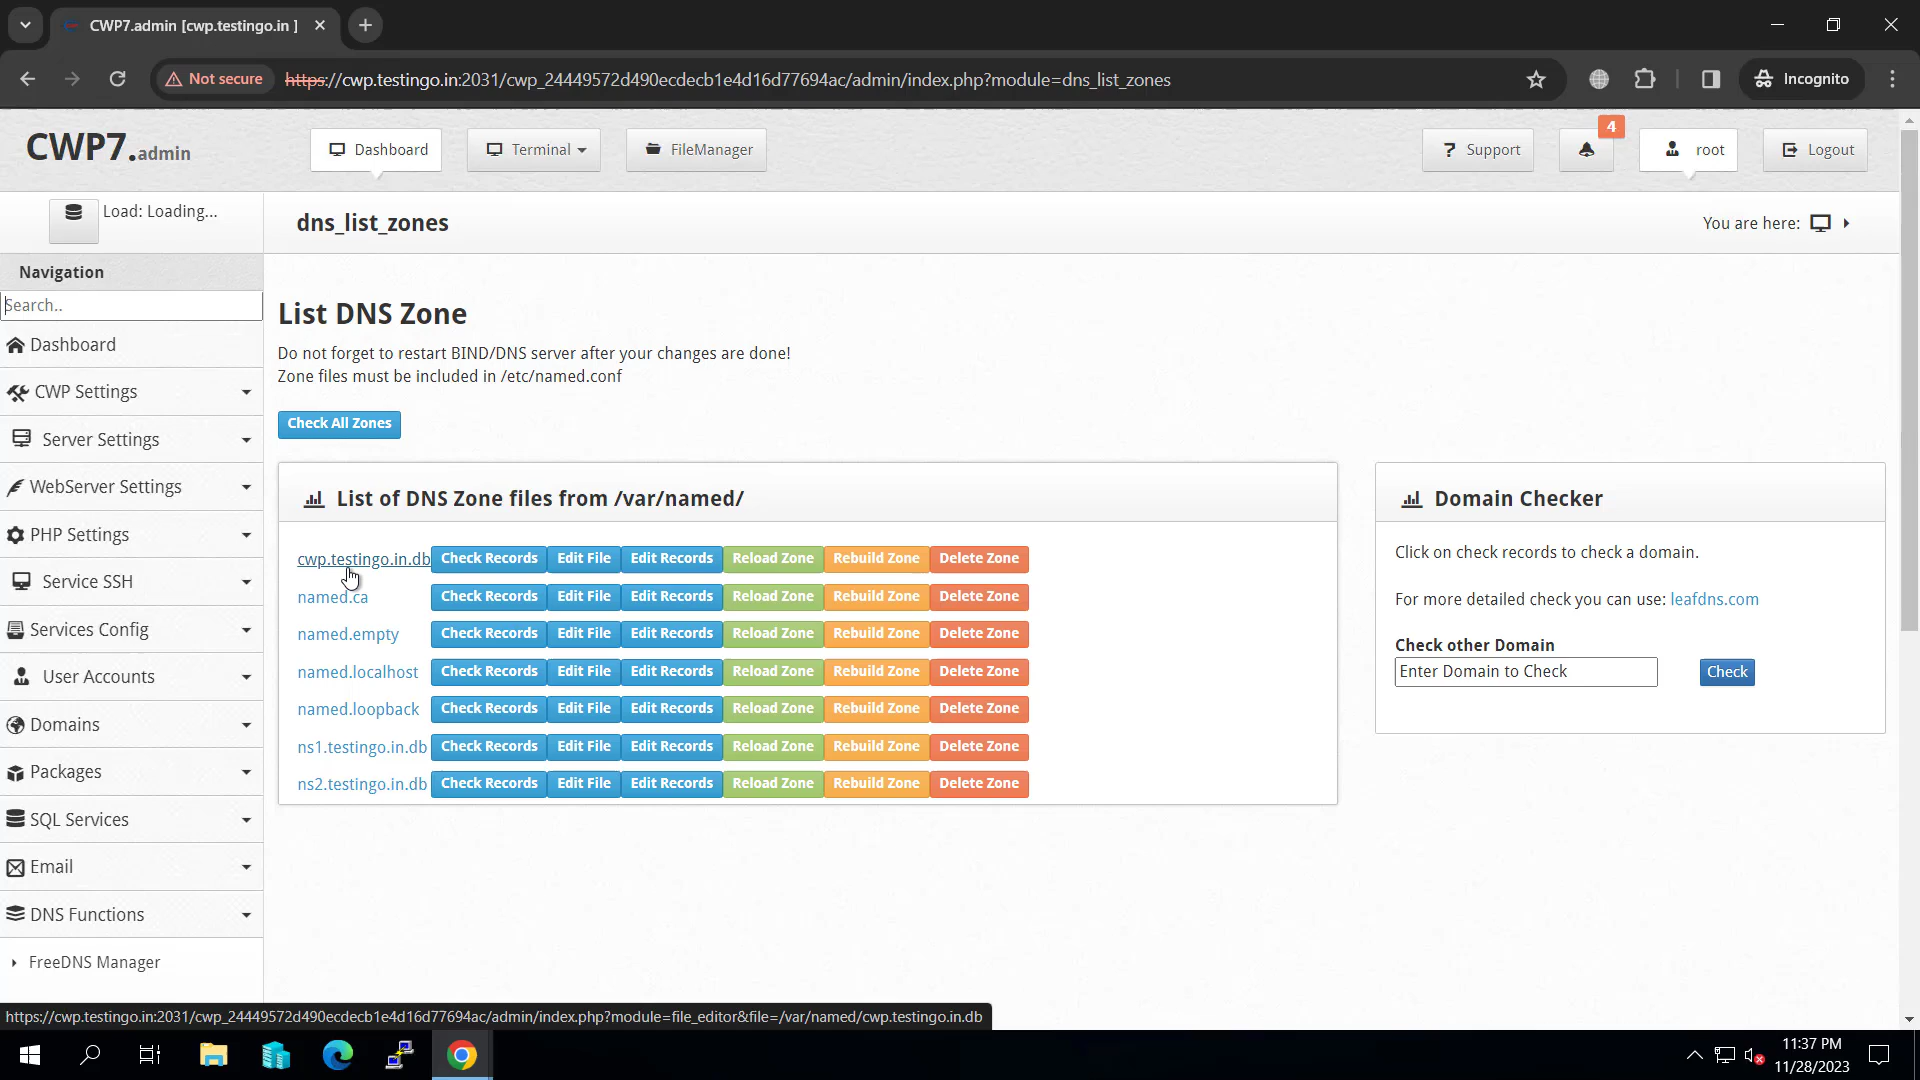 CWP7.admin [cwp.testingo.in ]
Not secure
https://cwp.testingo.in:2031/cwp_24449572d490ecdecb1e4d16d77694ac/admin/index.php?module=dns_list_zones
Incognito
CWP7.admin
Dashboard
Terminal
FileManager
Support
4
root
Logout
Load: Loading...
dns_list_zones
You are here:
Navigation
Search..
Dashboard
CWP Settings
Server Settings
WebServer Settings
PHP Settings
Service SSH
Services Config
User Accounts
Domains
Packages
SQL Services
Email
DNS Functions
FreeDNS Manager
List DNS Zone
Do not forget to restart BIND/DNS server after your changes are done!
Zone files must be included in /etc/named.conf
Check All Zones
List of DNS Zone files from /var/named/
cwp.testingo.in.db Check Records Edit File Edit Records Reload Zone Rebuild Zone Delete Zone
named.ca Check Records Edit File Edit Records Reload Zone Rebuild Zone Delete Zone
named.empty Check Records Edit File Edit Records Reload Zone Rebuild Zone Delete Zone
named.localhost Check Records Edit File Edit Records Reload Zone Rebuild Zone Delete Zone
named.loopback Check Records Edit File Edit Records Reload Zone Rebuild Zone Delete Zone
ns1.testingo.in.db Check Records Edit File Edit Records Reload Zone Rebuild Zone Delete Zone
ns2.testingo.in.db Check Records Edit File Edit Records Reload Zone Rebuild Zone Delete Zone
Domain Checker
Click on check records to check a domain.
For more detailed check you can use: leafdns.com
Check other Domain
Enter Domain to Check
Check
https://cwp.testingo.in:2031/cwp_24449572d490ecdecb1e4d16d77694ac/admin/index.php?module=file_editor&file=/var/named/cwp.testingo.in.db
11:37 PM
11/28/2023